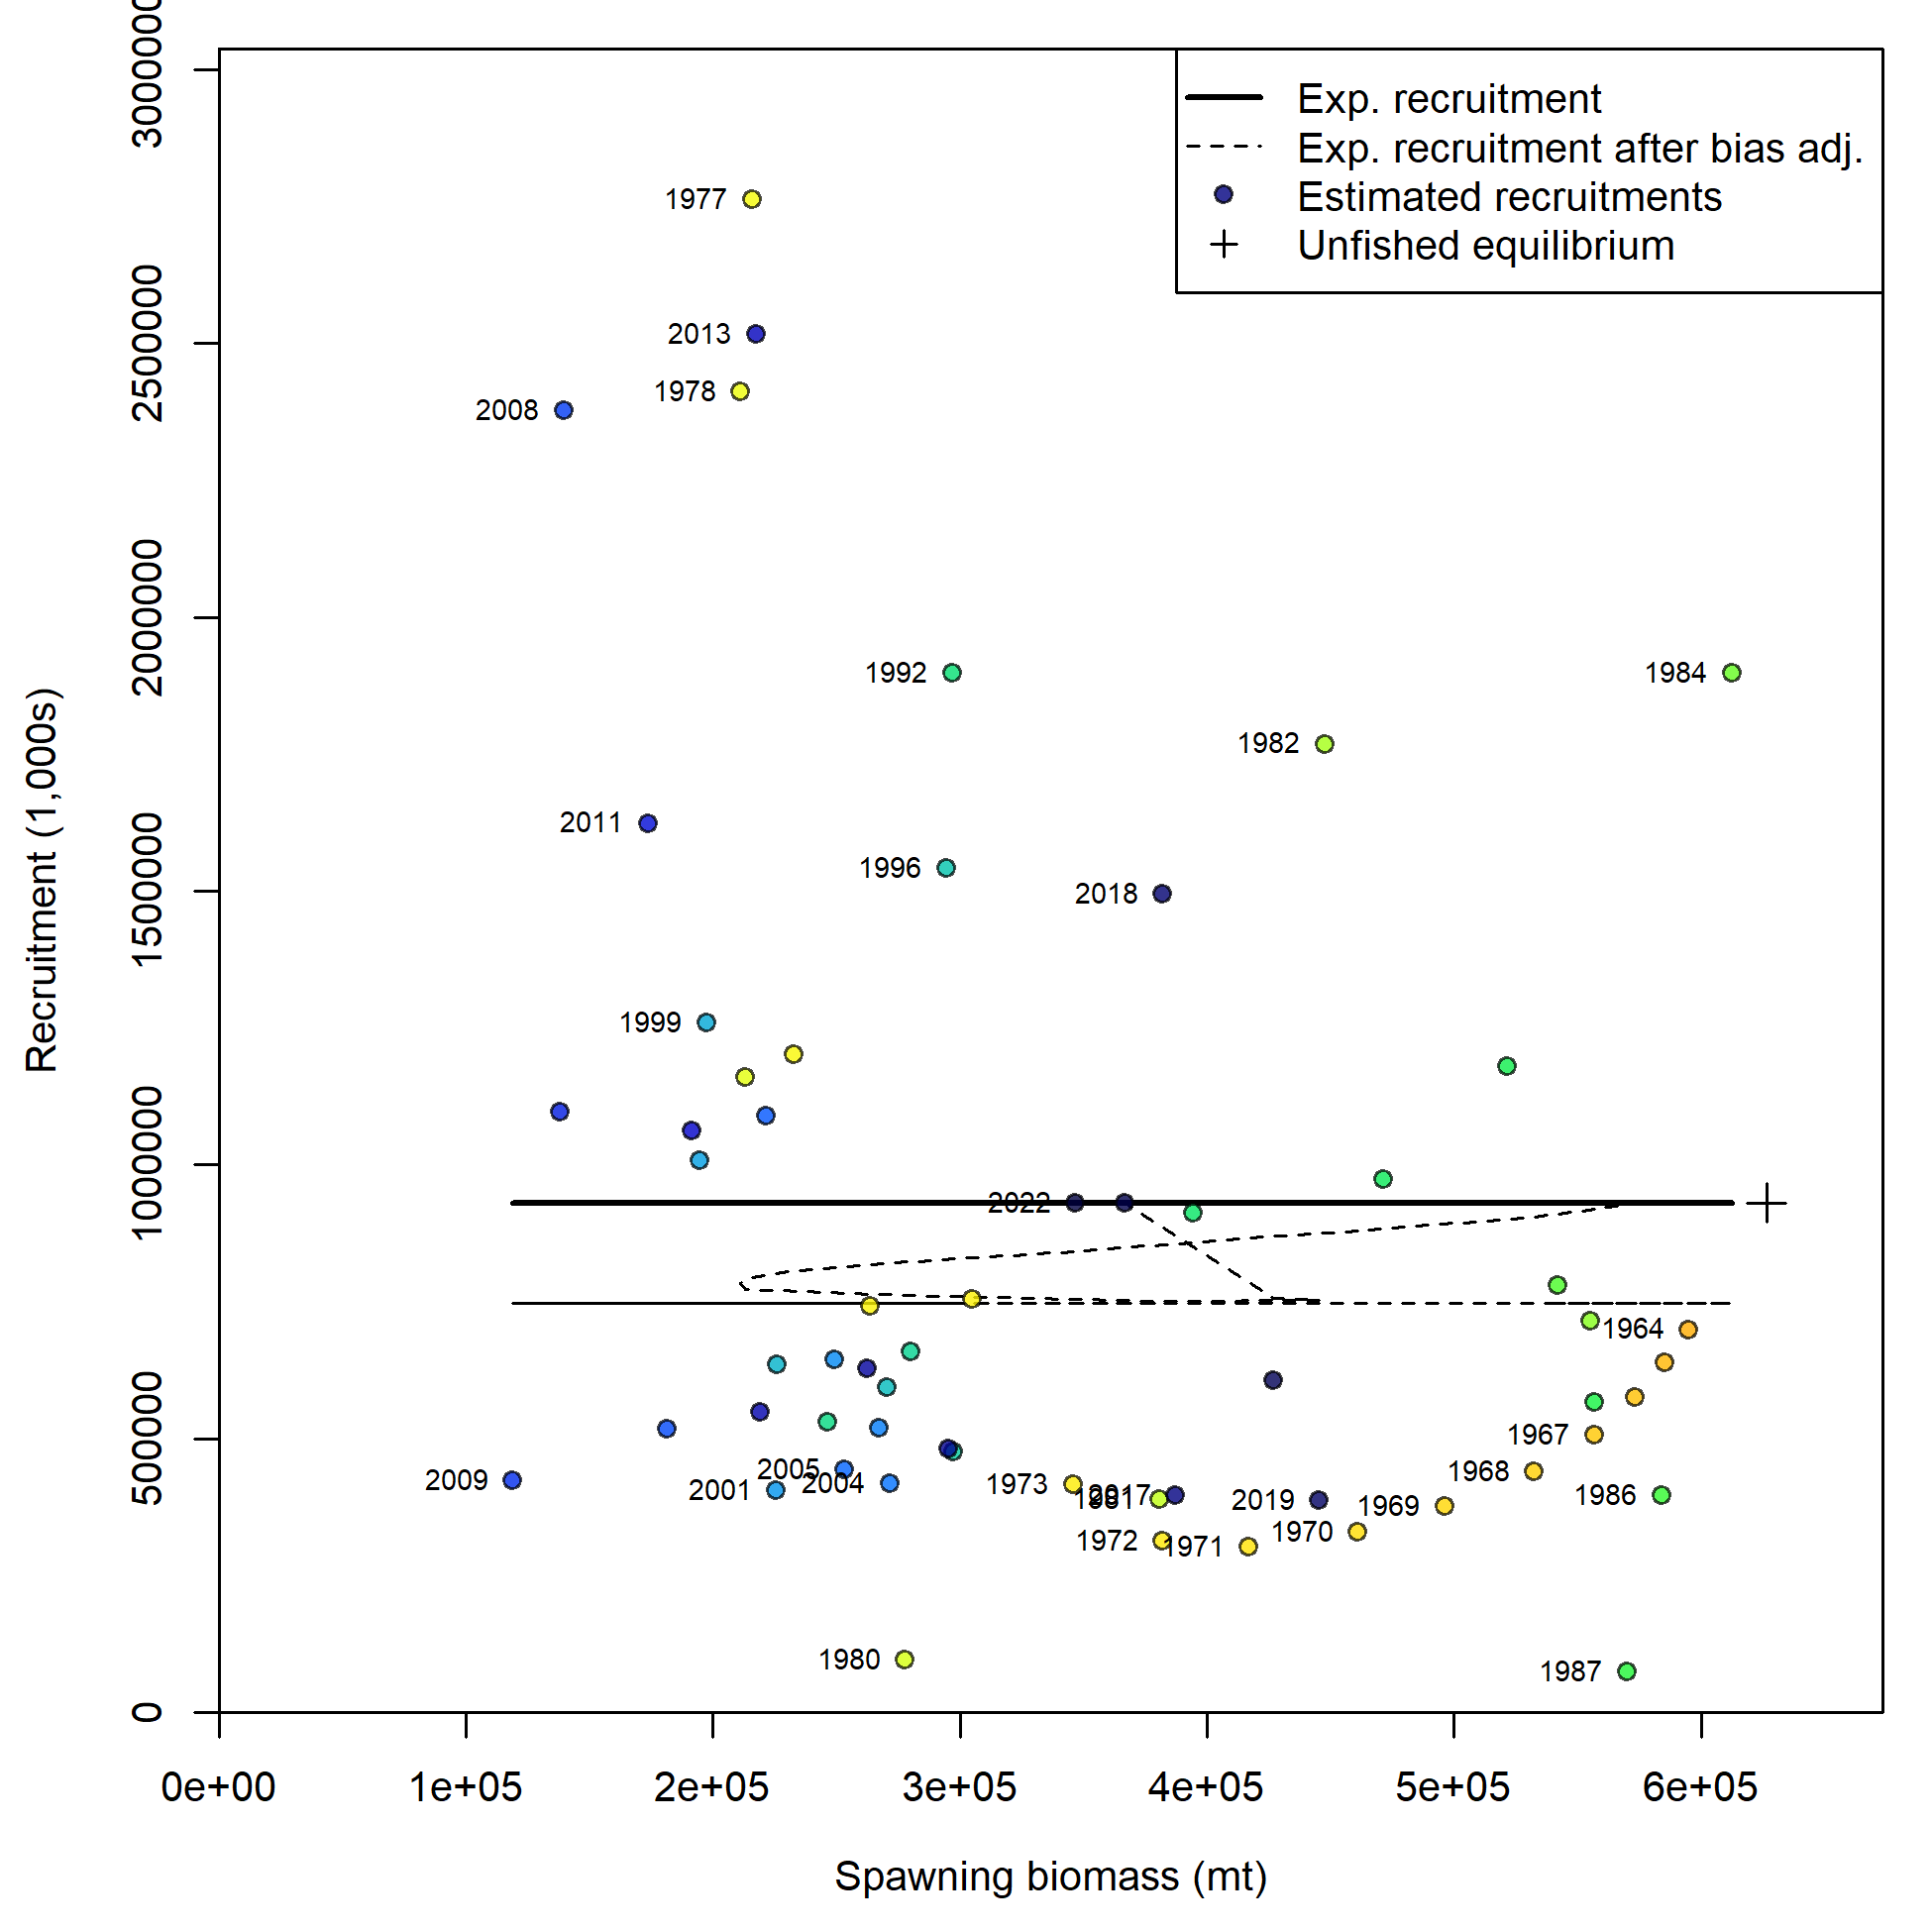 Exp. recruitment
Exp. recruitment after bias adj.
Estimated recruitments
Unfished equilibrium
3000000
2500000
2000000
1500000
1000000
500000
0
Recruitment (1,000s)
1977
2013
1978
2008
1992
1984
1982
2011
1996
2018
1999
2022
1964
1967
2005
1968
2009
2004
1973
2001
2017
1981
2019
1986
1969
1970
1972
1971
1980
1987
0e+00
1e+05
2e+05
3e+05
4e+05
5e+05
6e+05
Spawning biomass (mt)